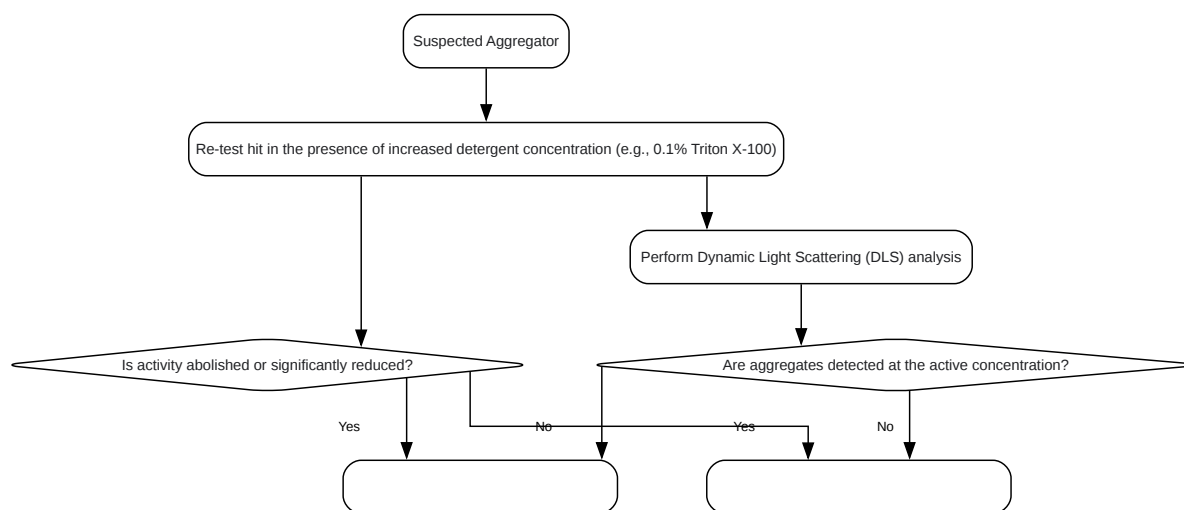 Suspected Aggregator
Re-test hit in the presence of increased detergent concentration (e.g., 0.1% Triton X-100)
Perform Dynamic Light Scattering (DLS) analysis
Is activity abolished or significantly reduced?
Are aggregates detected at the active concentration?
Yes
No
Yes
No